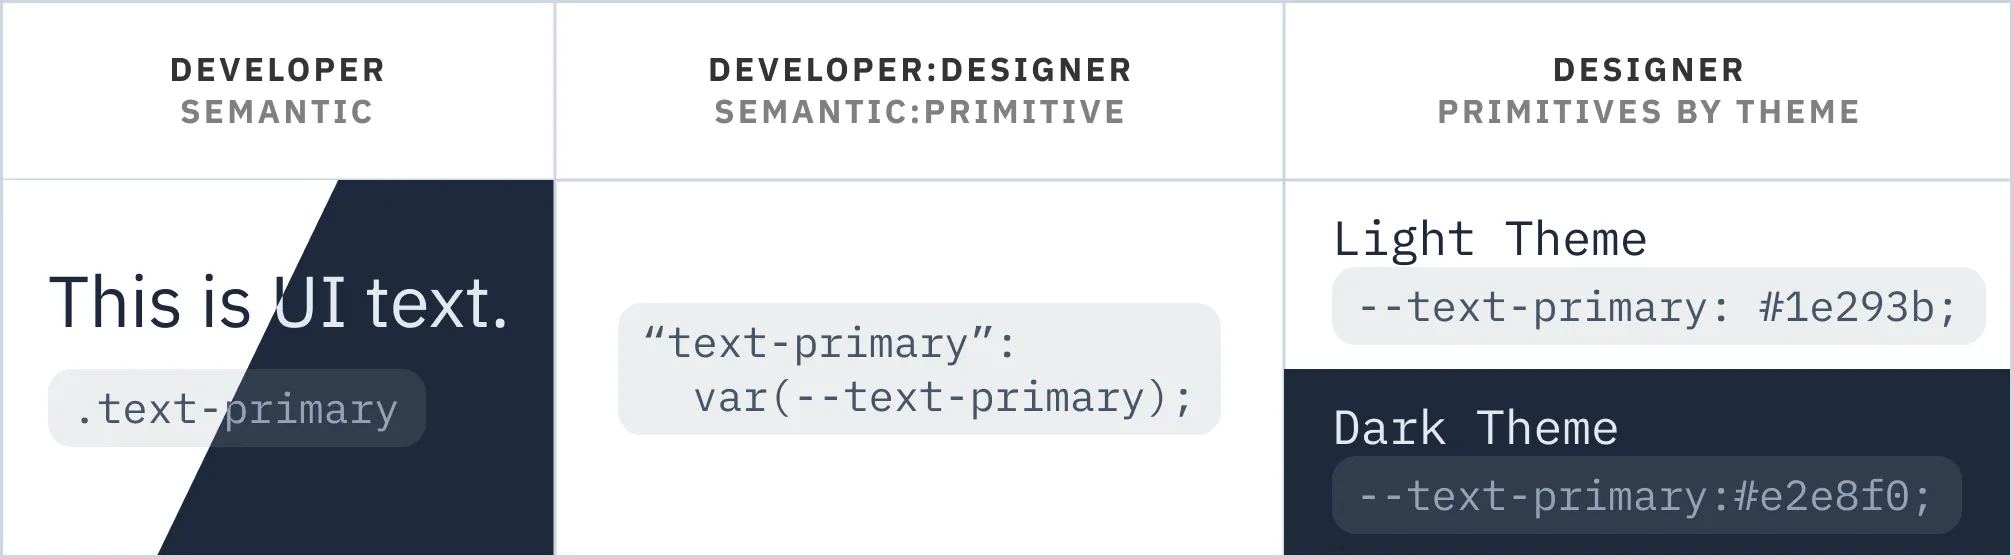 DEVELOPER
SEMANTIC
DEVELOPER:DESIGNER
SEMANTIC:PRIMITIVE
DESIGNER
PRIMITIVES BY THEME
This is UI text.
.text-primary
“text-primary”:
var(--text-primary);
Light Theme
--text-primary: #1e293b;
Dark Theme
--text-primary:#e2e8f0;